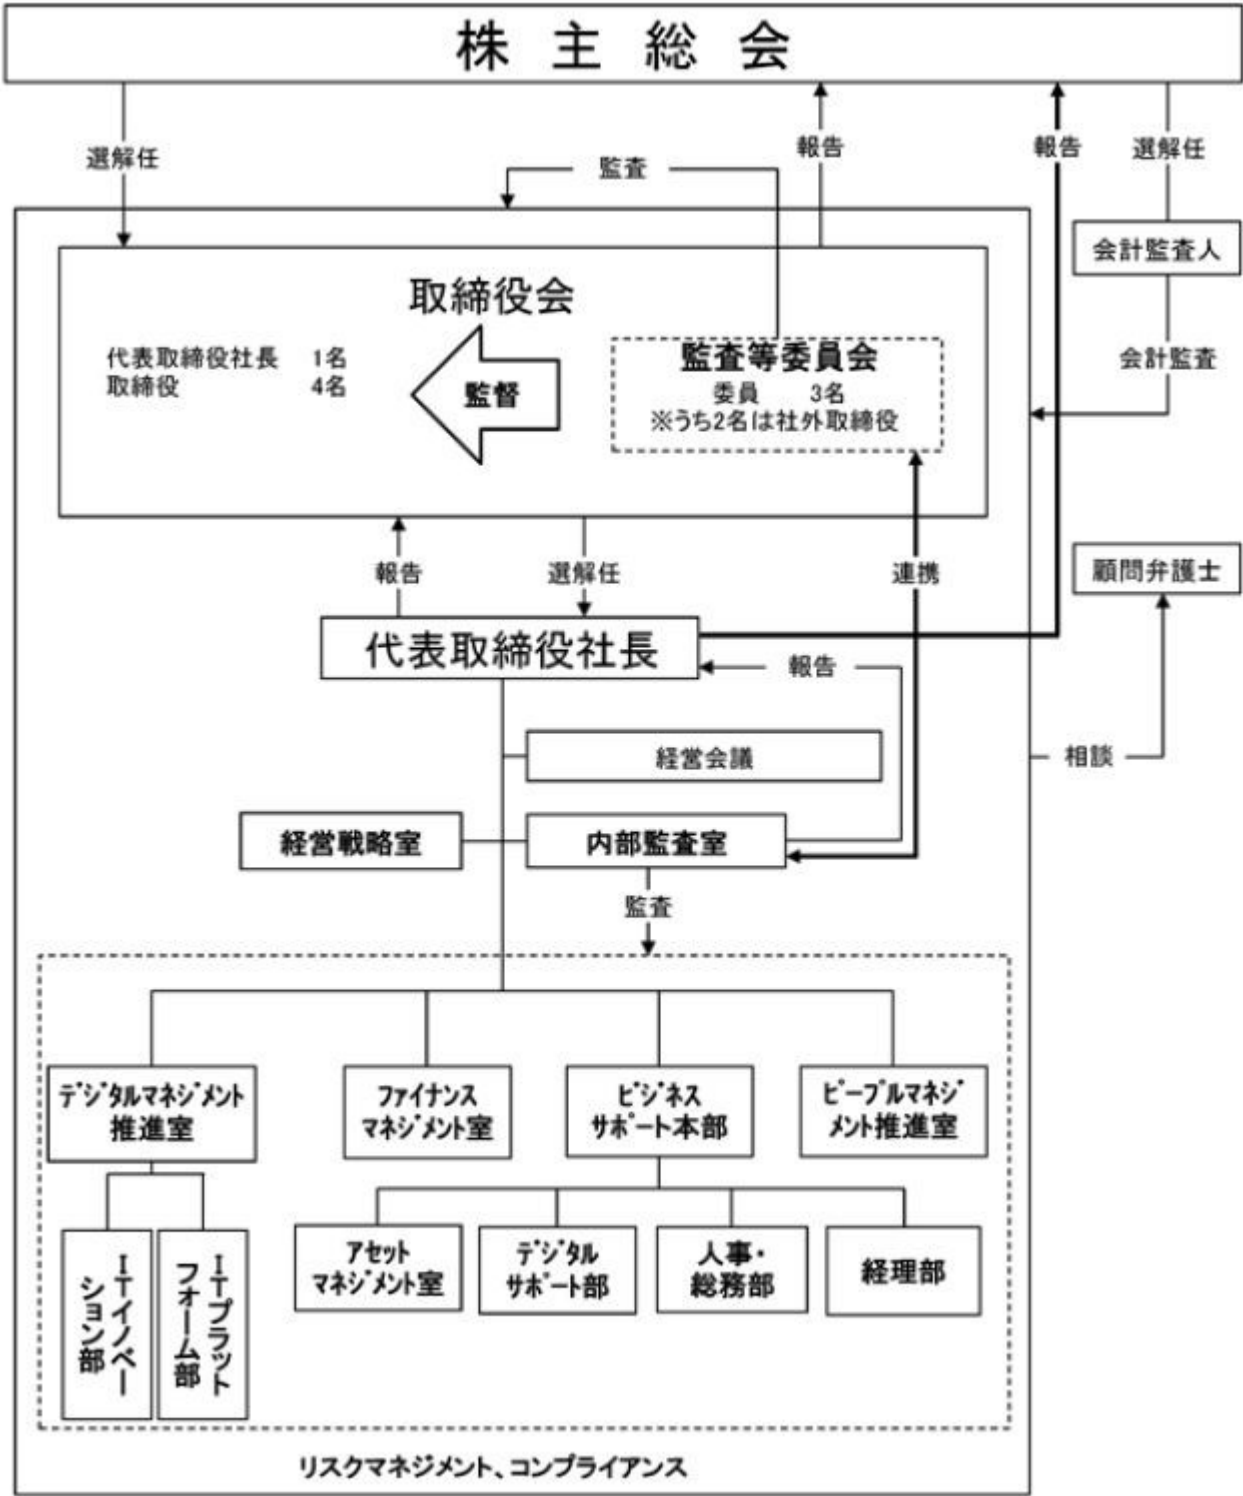 株主総会
選解任
監査
報告
報告
選解任
会計監査人
取締役会
代表取締役社長 1名
取締役 4名
監督
監査等委員会
委員 3名
※うち2名は社外取締役
会計監査
報告
選解任
連携
顧問弁護士
代表取締役社長
報告
経営会議
相談
経営戦略室
内部監査室
監査
デジタルマネジメント
推進室
ファイナンス
マネジメント室
ビジネス
サポート本部
ピープルマネジ
メント推進室
ITイノベー
ション部
ITプラット
フォーム部
アセット
マネジメント室
デジタル
サポート部
人事・
総務部
経理部
リスクマネジメント、コンプライアンス